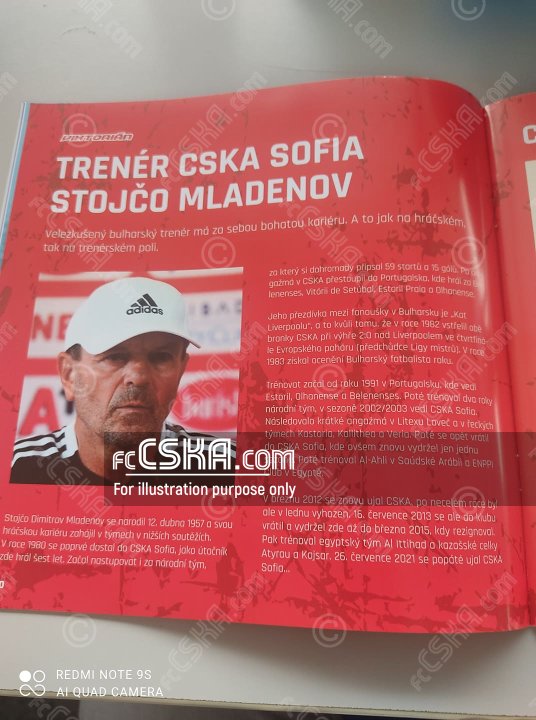 VIKTORIÁN
TRENÉR CSKA SOFIA
STOJČO MLADENOV
Velezkušený bulharský trenér má za sebou bohatou kariéru. A to jak na hráčském,
tak na trenérském poli.
adidas
Stojčo Dimitrov Mladenov se narodil 12. dubna 1957 a svou
hráčskou kariéru zahájil v týmech v nižších soutěžích.
V roce 1980 se poprvé dostal do CSKA Sofia, jako útočník
zde hrál šest let. Začal nastupovat i za národní tým,
za který si dohromady připsal 59 startů a 15 gólů. Po
gažmá v CSKA přestoupil do Portugalska, kde hrál za
lenenses, Vitórii de Setúbal, Estoril Praia a Olhanense.
Jeho přezdívka mezi fanoušky v Bulharsku je „Kat
Liverpoolu“, a to kvůli tomu, že v roce 1982 vstřelil obě
branky CSKA při výhře 2:0 nad Liverpoolem ve čtvrtfiná-
le Evropského poháru (předchůdce Ligy mistrů). V roce
1983 získal ocenění Bulharský fotbalista roku.
Trénovat začal od roku 1991 v Portugalsku, kde vedl
Estoril, Olhanense a Belenenses. Poté trénoval dva roky
národní tým, v sezoně 2002/2003 vedl CSKA Sofia.
Následovala krátké angažmá v Litexu Loveč a v řeckých
týmech Kastoria, Kallithea a Veria. Poté se opět vrátil
do CSKA Sofia, kde ovšem znovu vydržel jen jednu
Poté trénoval Al-Ahli v Saúdské Arábii a ENPPI
v Egyptě.
V březnu 2012 se znovu ujal CSKA, po necelém roce byl
ale v lednu vyhozen. 16. července 2013 se ale do klubu
vrátil a vydržel zde až do března 2015, kdy rezignoval.
Pak trénoval egyptský tým Al Ittihad a kazašské celky
Atyrau a Kajsar. 26. července 2021 se popáté ujal CSKA
Sofia...
fcCSKA.com
For illustration purpose only
REDMI NOTE 9S
AI QUAD CAMERA